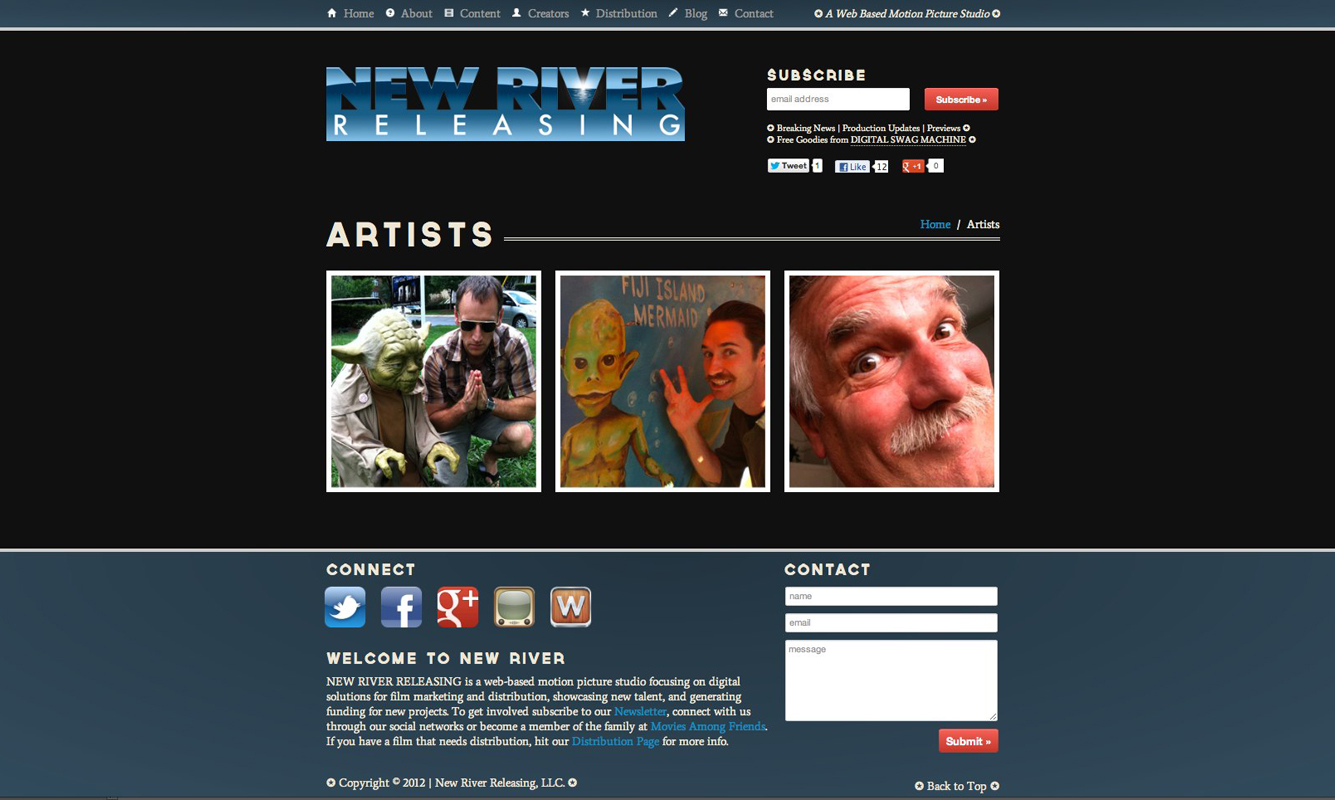 Home About Content Creators Distribution Blog Contact
✪ A Web Based Motion Picture Studio ✪
NEW RIVER
RELEASING
SUBSCRIBE
email address
Subscribe »
✪ Breaking News | Production Updates | Previews ✪
✪ Free Goodies from DIGITAL SWAG MACHINE ✪
Tweet 1 Like 12 +1 0
ARTISTS
Home / Artists
FIJI ISLAND
MERMAID
CONNECT
g+ W
WELCOME TO NEW RIVER
NEW RIVER RELEASING is a web-based motion picture studio focusing on digital
solutions for film marketing and distribution, showcasing new talent, and generating
funding for new projects. To get involved subscribe to our Newsletter, connect with us
through our social networks or become a member of the family at Movies Among Friends.
If you have a film that needs distribution, hit our Distribution Page for more info.
CONTACT
name
email
message
Submit »
✪ Copyright © 2012 | New River Releasing, LLC. ✪
✪ Back to Top ✪